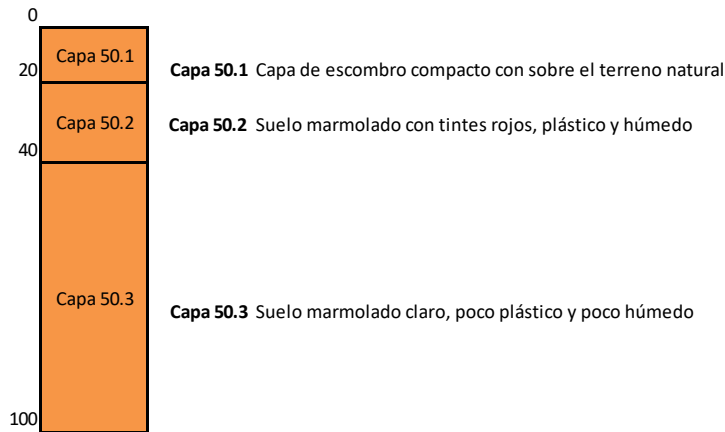 0
Capa 50.1
20
Capa 50.1 Capa de escombro compacto con sobre el terreno natural
Capa 50.2
Capa 50.2 Suelo marmolado con tintes rojos, plástico y húmedo
40
Capa 50.3
Capa 50.3 Suelo marmolado claro, poco plástico y poco húmedo
100